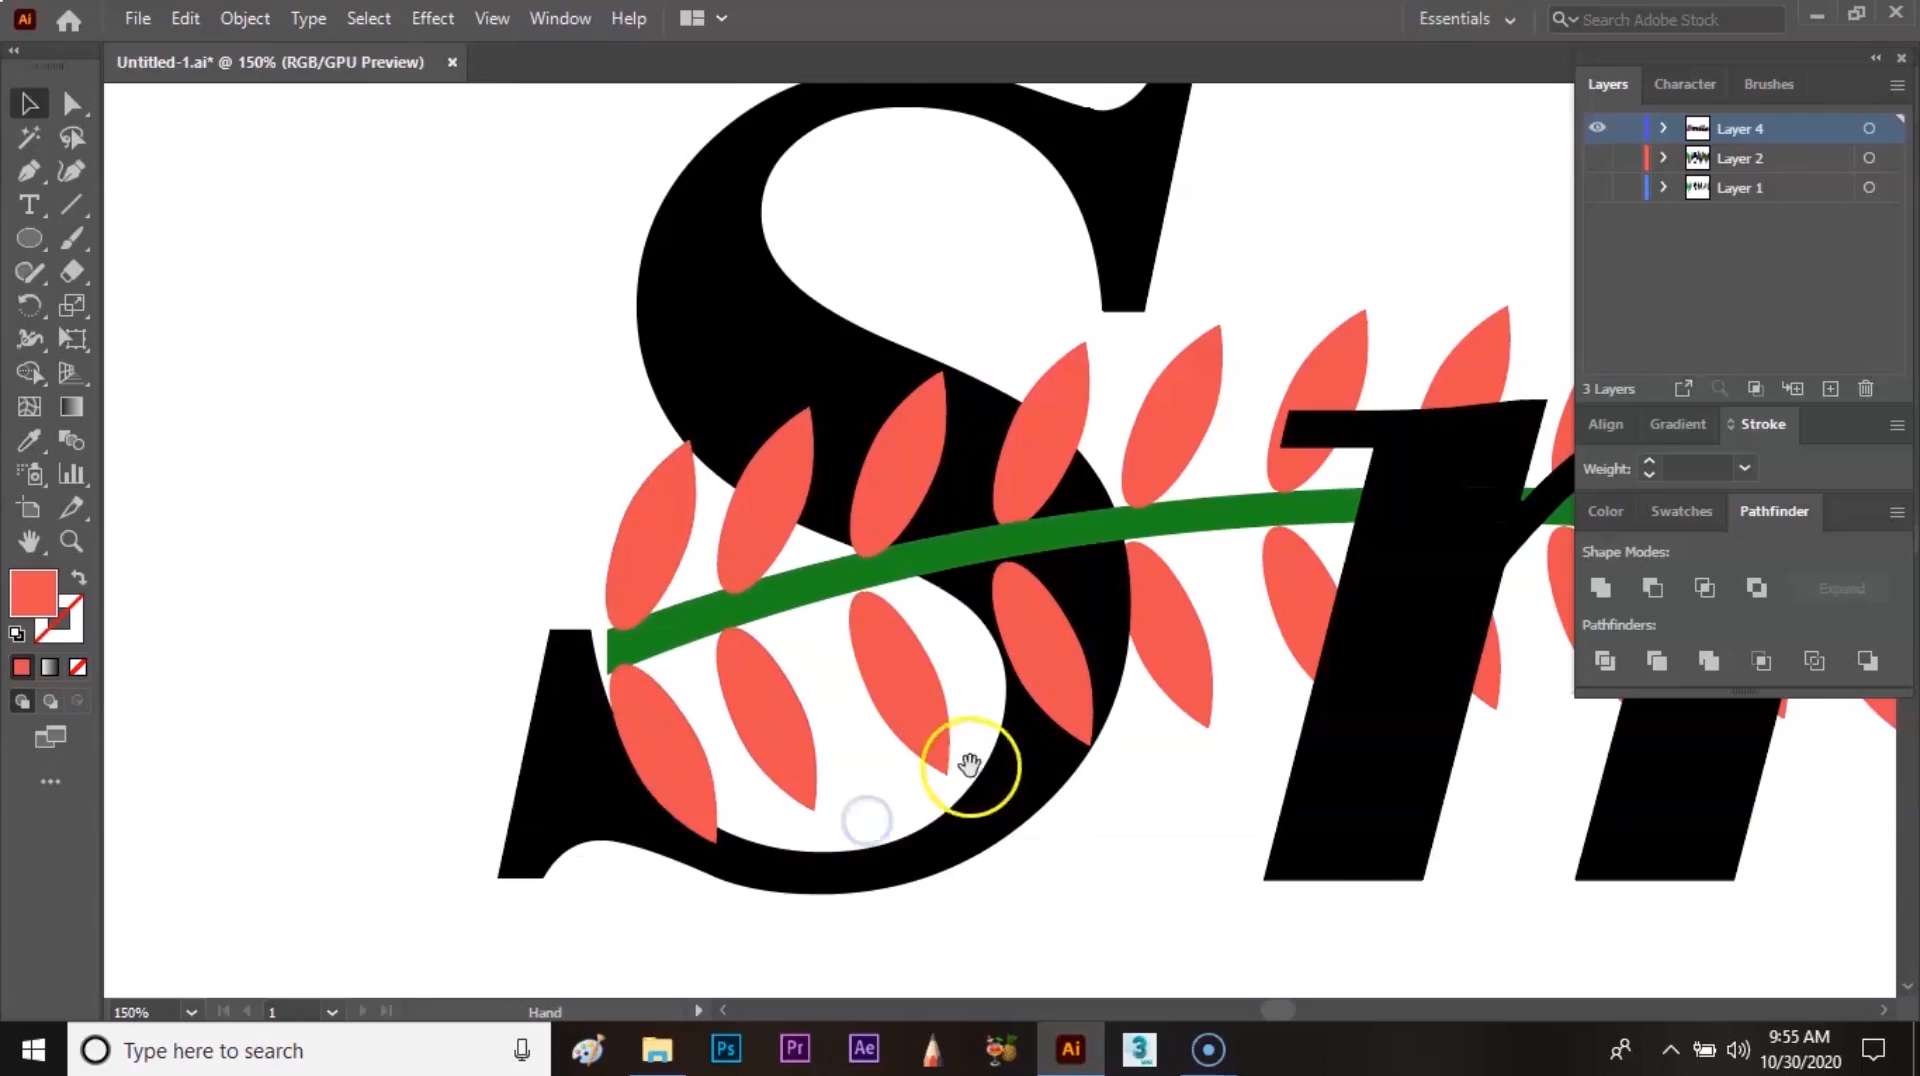 Ai File Edit Object Type Select Effect View Window Help Essentials Search Adobe Stock
Untitled-1.ai* @ 150% (RGB/GPU Preview)
Layers Character Brushes
Layer 4
Layer 2
Layer 1
3 Layers
Align Gradient Stroke
Weight:
Color Swatches Pathfinder
Shape Modes:
Expand
Pathfinders:
S
150% 1 Hand
Type here to search Ps Pr Ae Ai 3 9:55 AM
10/30/2020